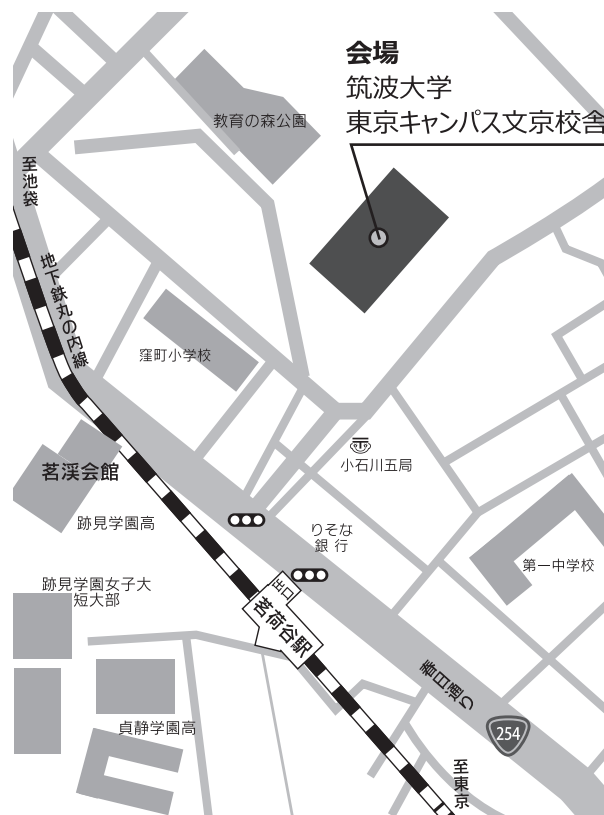 会場
筑波大学
東京キャンパス文京校舎
教育の森公園
至池袋
地下鉄丸の内線
窪町小学校
茗渓会館
小石川五局
跡見学園高
りそな
銀行
第一中学校
出口
茗荷谷駅
跡見学園女子大
短大部
春日通り
254
貞静学園高
至東京